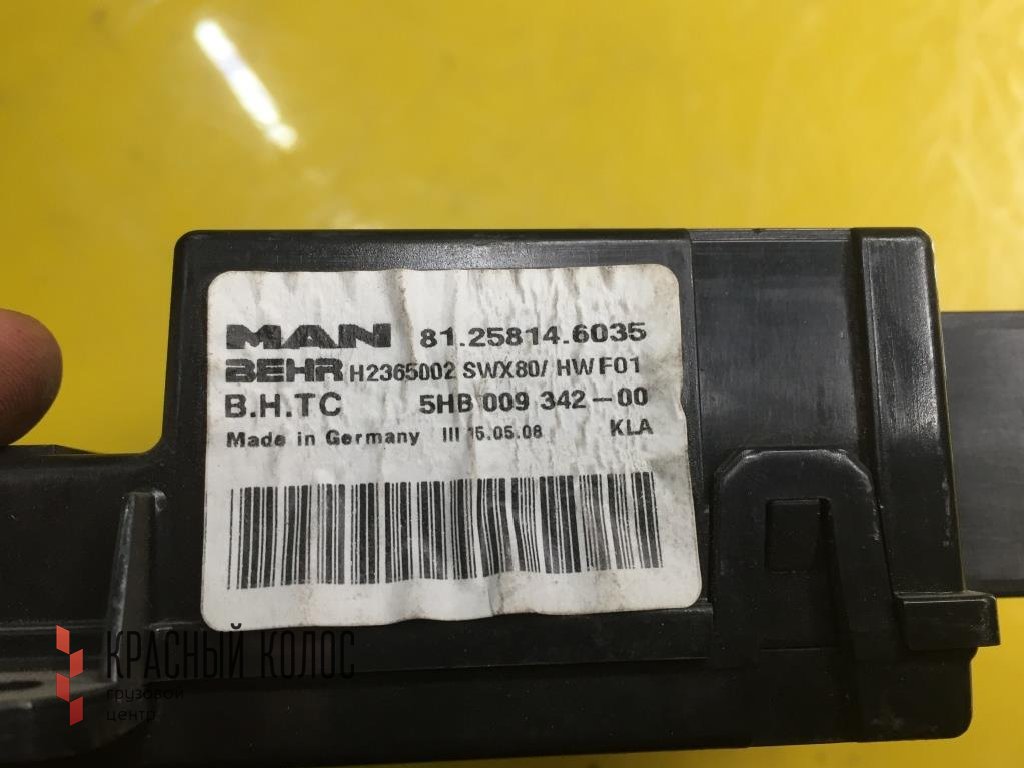 MAN 81.25814.6035
BEHR H2365002 SWX80/ HW F01
B.H.TC 5HB 009 342-00
Made in Germany III 15.05.08 KLA
КРАСНЫЙ КОЛОС
грузовой
центр